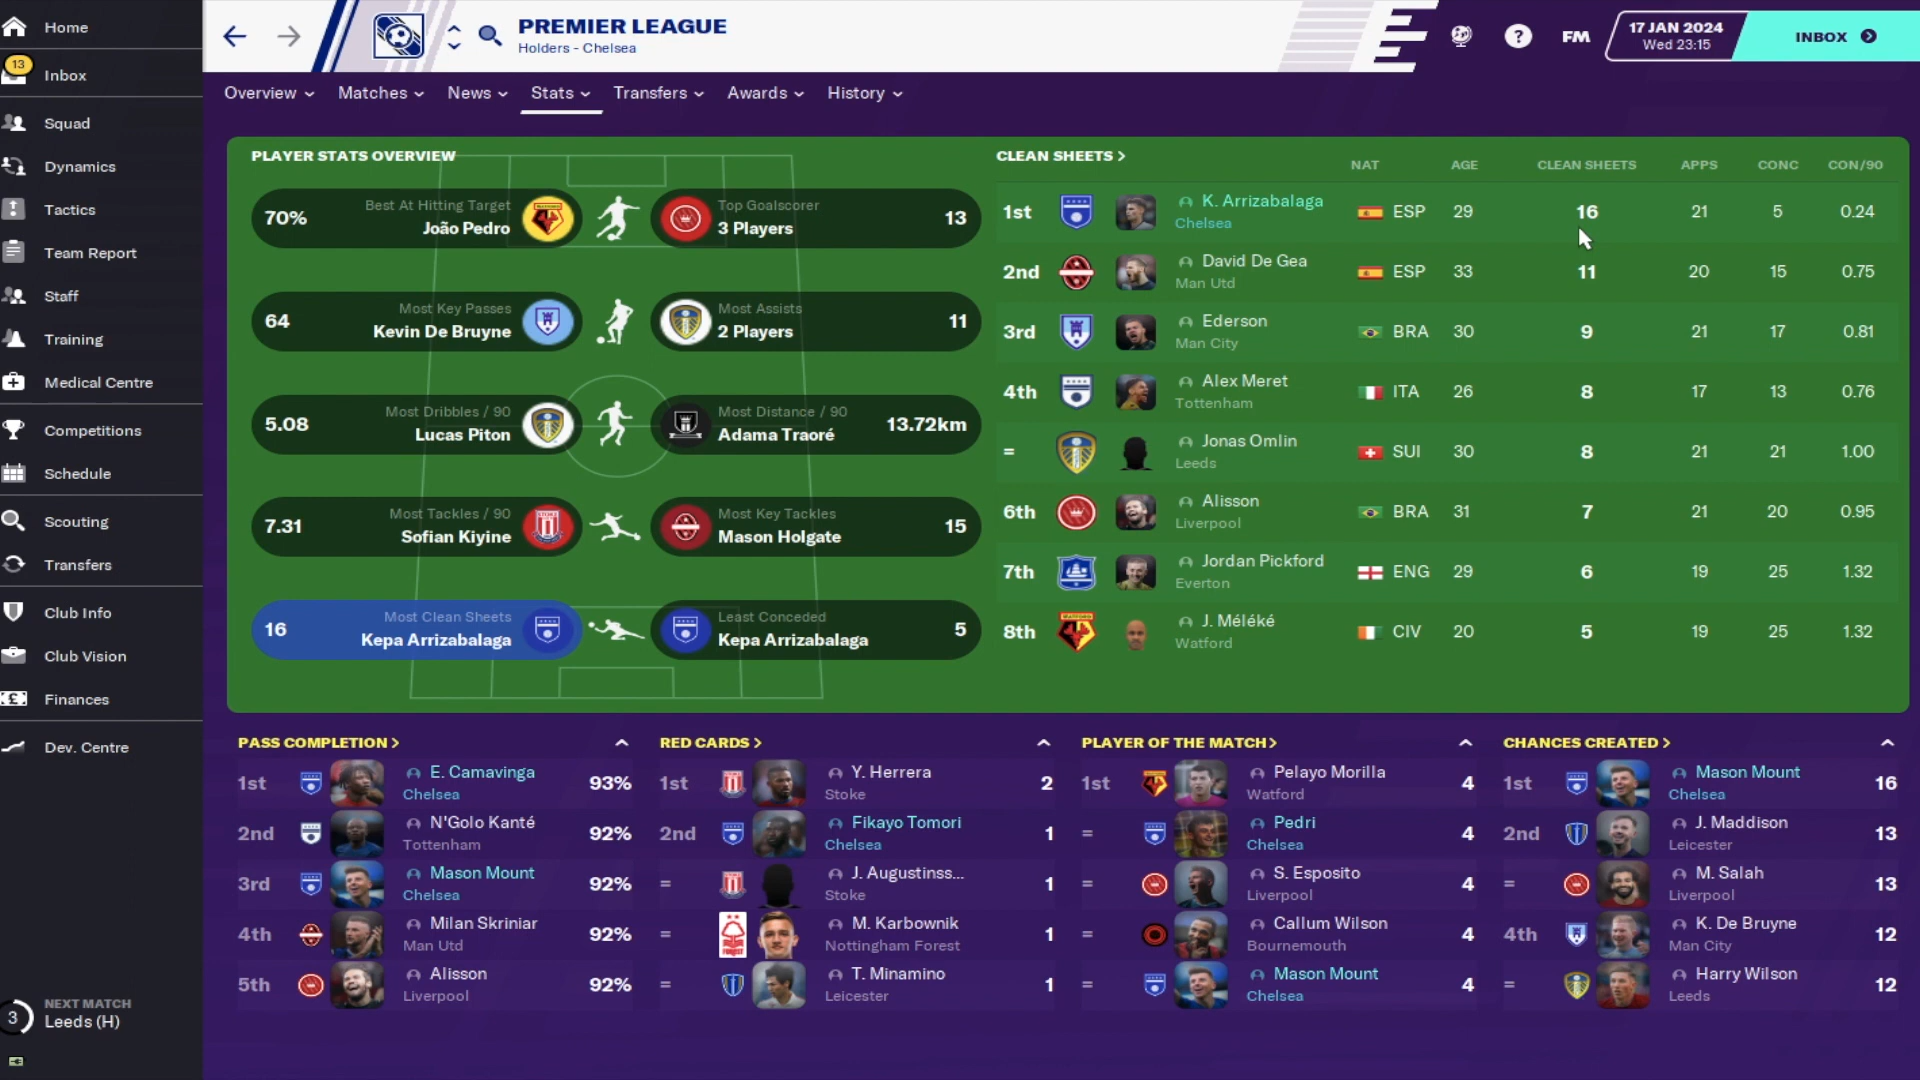 Home
13
Inbox
Squad
Dynamics
Tactics
Team Report
Staff
Training
Medical Centre
Competitions
Schedule
Scouting
Transfers
Club Info
Club Vision
Finances
Dev. Centre
3
NEXT MATCH
Leeds (H)
PREMIER LEAGUE
Holders - Chelsea
? FM
17 JAN 2024
Wed 23:15
INBOX
Overview Matches News Stats Transfers Awards History
PLAYER STATS OVERVIEW
70% Best At Hitting Target
João Pedro
Top Goalscorer
3 Players 13
64 Most Key Passes
Kevin De Bruyne
Most Assists
2 Players 11
5.08 Most Dribbles / 90
Lucas Piton
Most Distance / 90
Adama Traoré 13.72km
7.31 Most Tackles / 90
Sofian Kiyine
Most Key Tackles
Mason Holgate 15
16 Most Clean Sheets
Kepa Arrizabalaga
Least Conceded
Kepa Arrizabalaga 5
CLEAN SHEETS > NAT AGE CLEAN SHEETS APPS CONC CON/90
1st K. Arrizabalaga ESP 29 16 21 5 0.24
Chelsea
2nd David De Gea ESP 33 11 20 15 0.75
Man Utd
3rd Ederson BRA 30 9 21 17 0.81
Man City
4th Alex Meret ITA 26 8 17 13 0.76
Tottenham
= Jonas Omlin SUI 30 8 21 21 1.00
Leeds
6th Alisson BRA 31 7 21 20 0.95
Liverpool
7th Jordan Pickford ENG 29 6 19 25 1.32
Everton
8th J. Méléké CIV 20 5 19 25 1.32
Watford
PASS COMPLETION >
1st E. Camavinga 93%
Chelsea
2nd N'Golo Kanté 92%
Tottenham
3rd Mason Mount 92%
Chelsea
4th Milan Skriniar 92%
Man Utd
5th Alisson 92%
Liverpool
RED CARDS >
1st Y. Herrera 2
Stoke
2nd Fikayo Tomori 1
Chelsea
= J. Augustinss... 1
Stoke
= M. Karbownik 1
Nottingham Forest
= T. Minamino 1
Leicester
PLAYER OF THE MATCH >
1st Pelayo Morilla 4
Watford
= Pedri 4
Chelsea
= S. Esposito 4
Liverpool
= Callum Wilson 4
Bournemouth
= Mason Mount 4
Chelsea
CHANCES CREATED >
1st Mason Mount 16
Chelsea
2nd J. Maddison 13
Leicester
= M. Salah 13
Liverpool
4th K. De Bruyne 12
Man City
= Harry Wilson 12
Leeds